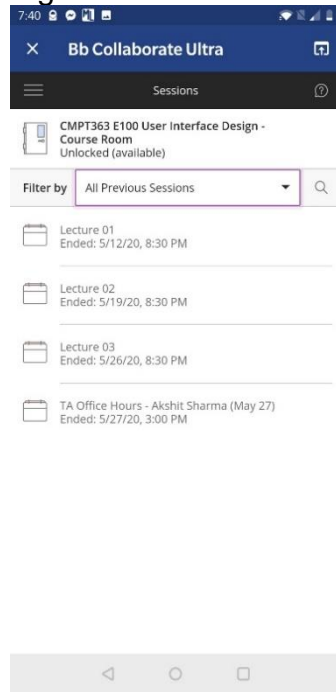 7:40
Bb Collaborate Ultra
Sessions
CMPT363 E100 User Interface Design -
Course Room
Unlocked (available)
Filter by All Previous Sessions
Lecture 01
Ended: 5/12/20, 8:30 PM
Lecture 02
Ended: 5/19/20, 8:30 PM
Lecture 03
Ended: 5/26/20, 8:30 PM
TA Office Hours - Akshit Sharma (May 27)
Ended: 5/27/20, 3:00 PM